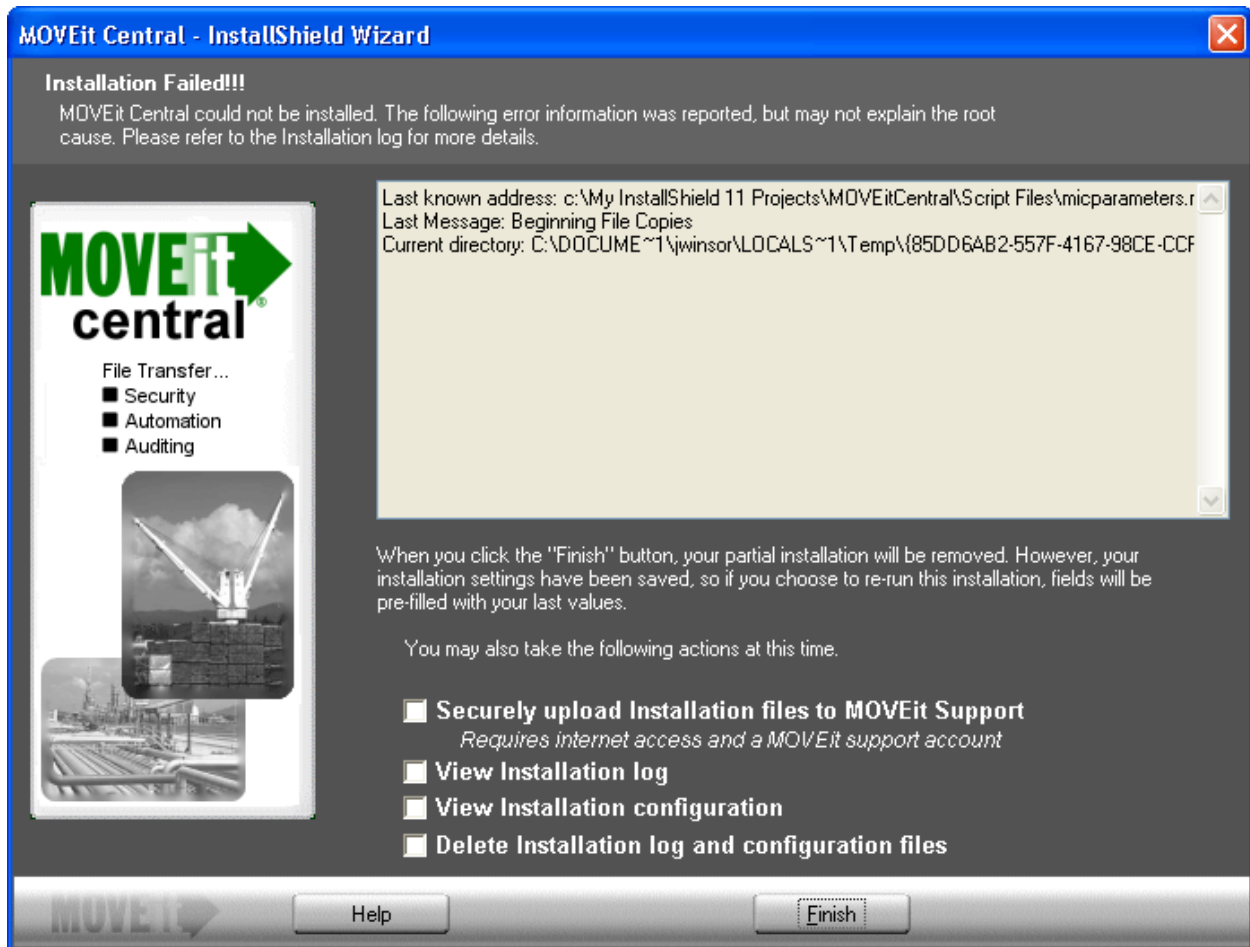 MOVEit Central - InstallShield Wizard
Installation Failed!!!
MOVEit Central could not be installed. The following error information was reported, but may not explain the root
cause. Please refer to the Installation log for more details.
MOVEit®
central
File Transfer...
Security
Automation
Auditing
Last known address: c:\My InstallShield 11 Projects\MOVEitCentral\Script Files\micparameters.r
Last Message: Beginning File Copies
Current directory: C:\DOCUME~1\jwinsor\LOCALS~1\Temp\{85DD6AB2-557F-4167-98CE-CCF
When you click the "Finish" button, your partial installation will be removed. However, your
installation settings have been saved, so if you choose to re-run this installation, fields will be
pre-filled with your last values.
You may also take the following actions at this time.
Securely upload Installation files to MOVEit Support
Requires internet access and a MOVEit support account
View Installation log
View Installation configuration
Delete Installation log and configuration files
MOVEit
Help
Finish